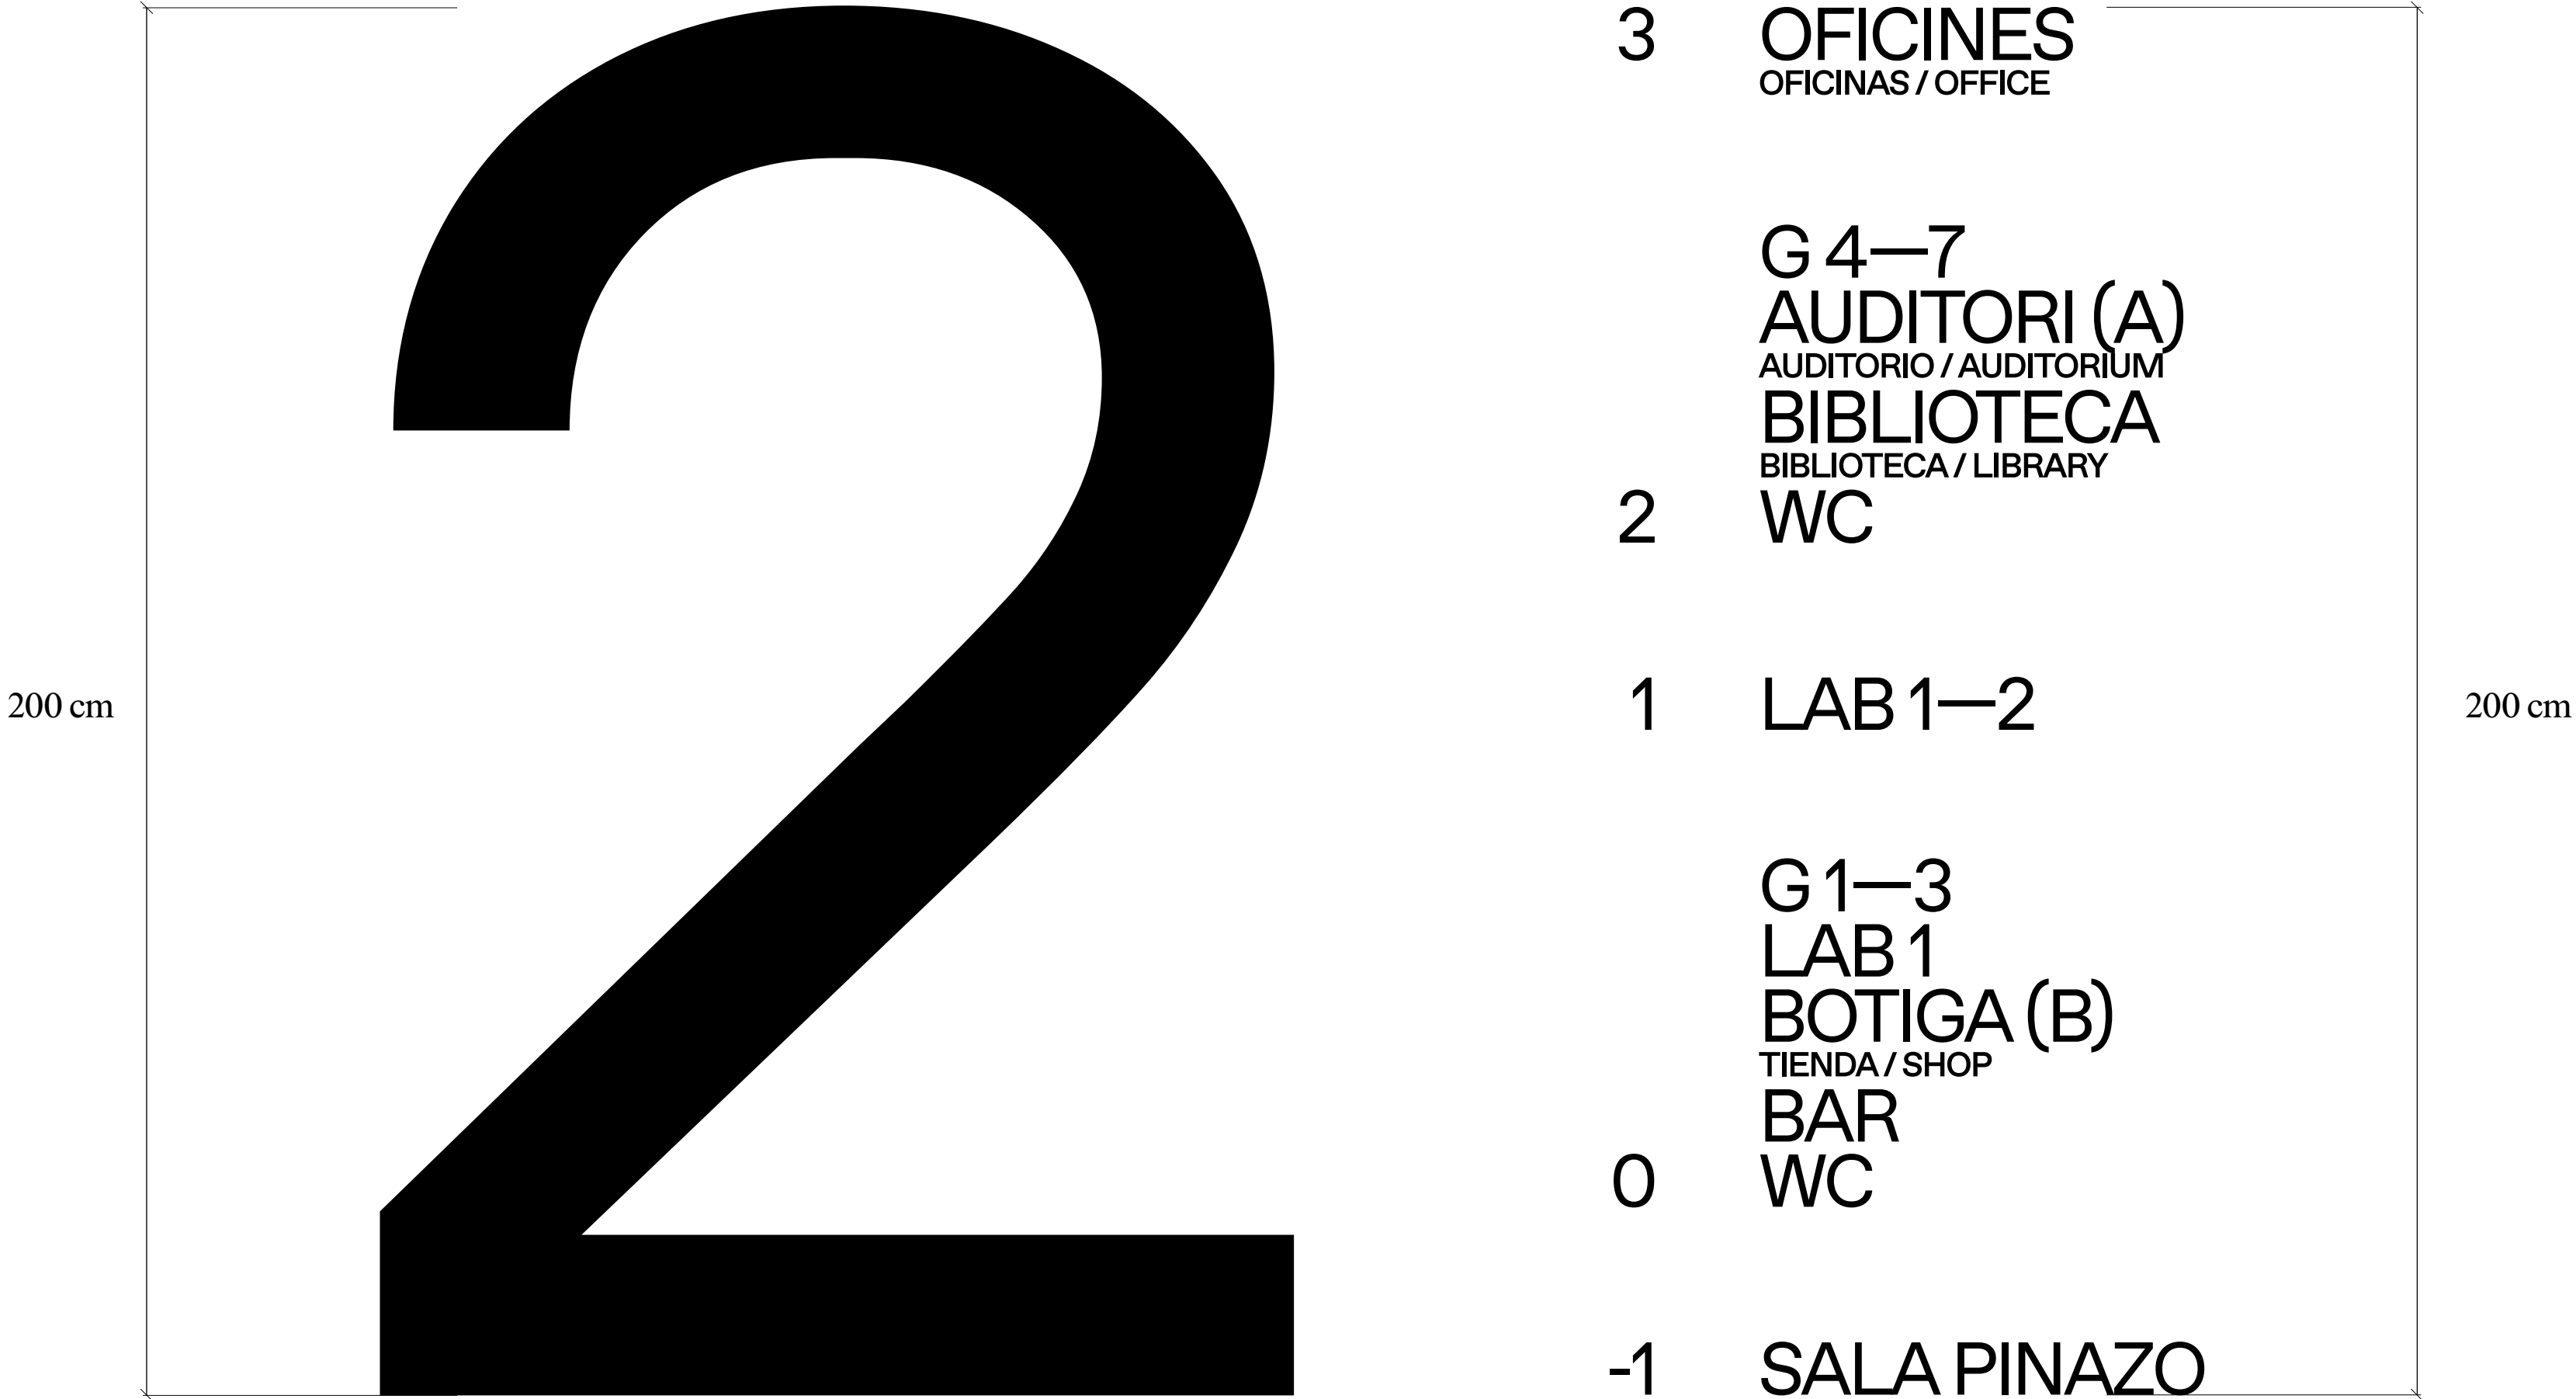 200 cm
2
3 OFICINES
OFICINAS / OFFICE
G 4—7
AUDITORI (A)
AUDITORIO / AUDITORIUM
BIBLIOTECA
BIBLIOTECA / LIBRARY
2 WC
1 LAB 1—2
G 1—3
LAB 1
BOTIGA (B)
TIENDA / SHOP
BAR
0 WC
-1 SALA PINAZO
200 cm